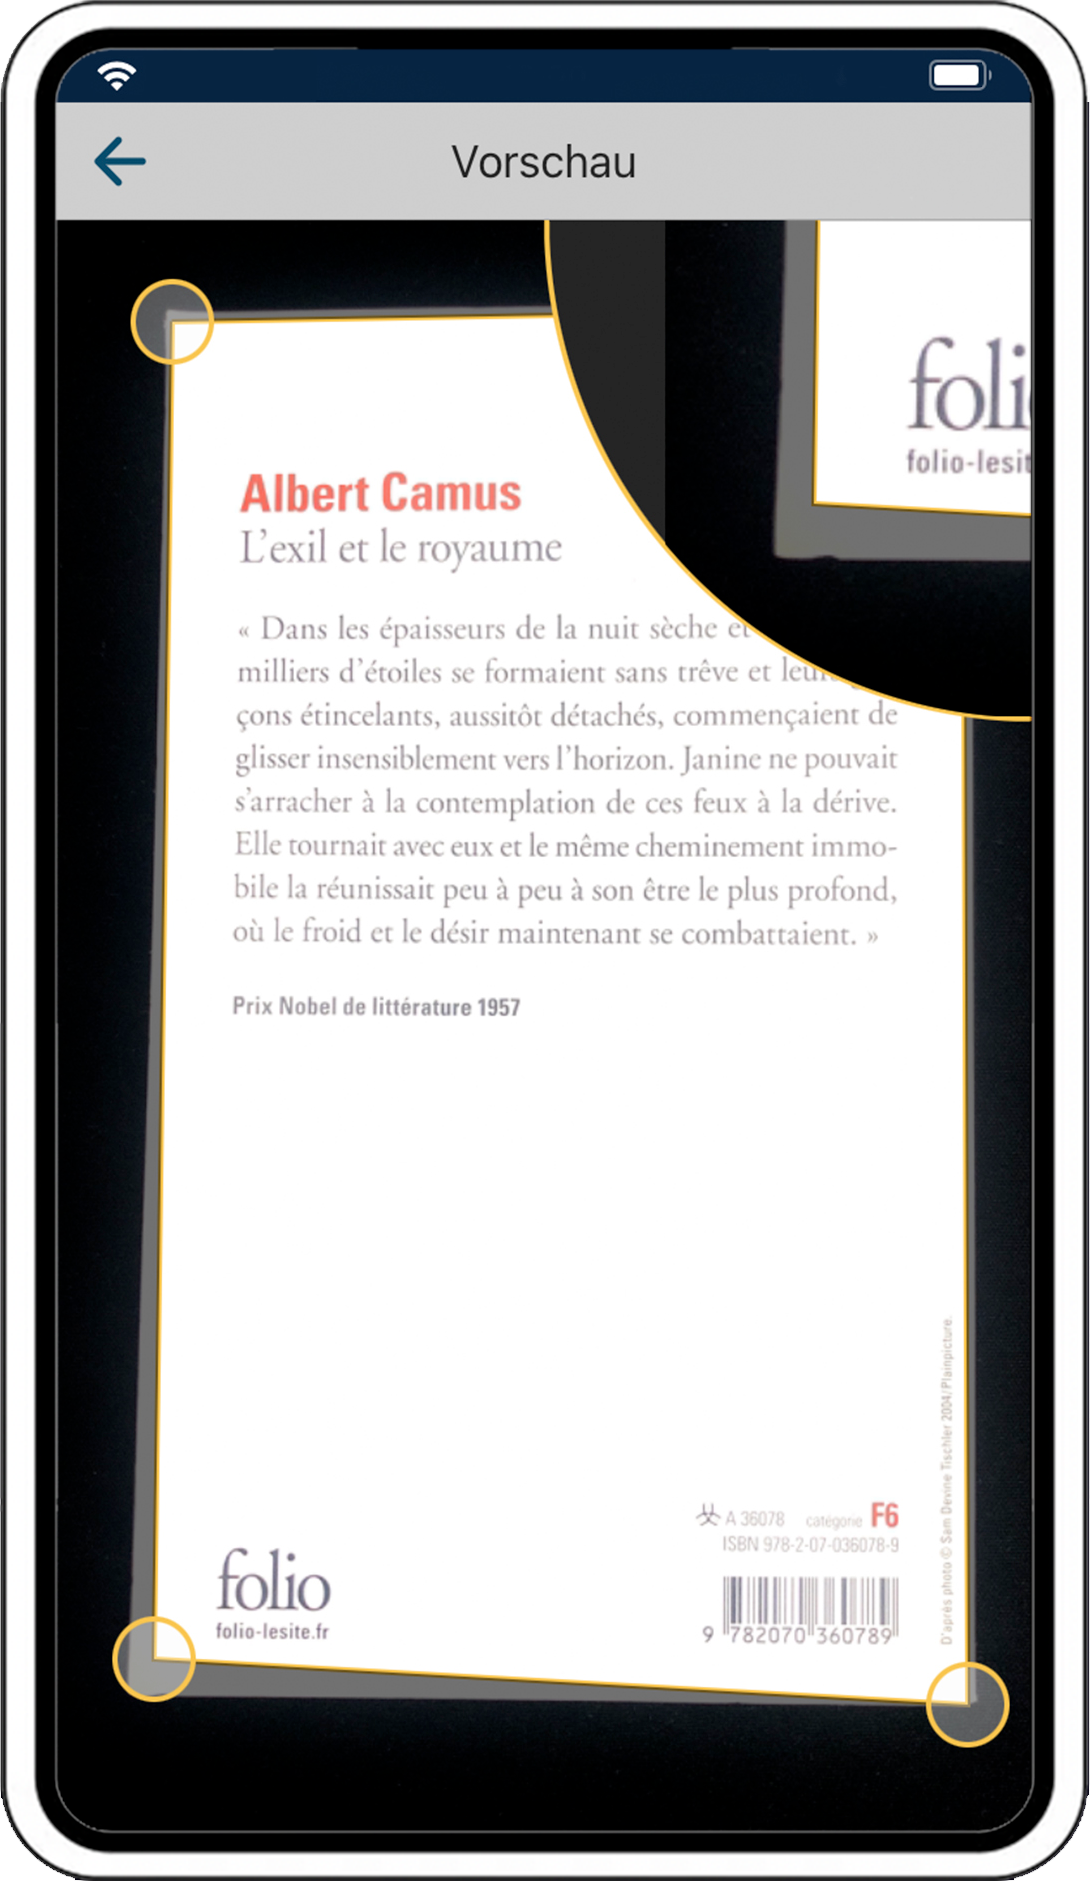 Vorschau
foli
folio-lesit
Albert Camus
L'exil et le royaume
« Dans les épaisseurs de la nuit sèche et
milliers d'étoiles se formaient sans trêve et
çons étincelants, aussitôt détachés, commençaient de
glisser insensiblement vers l'horizon. Janine ne pouvait
s'arracher à la contemplation de ces feux à la dérive.
Elle tournait avec eux et le même cheminement immo-
bile la réunissait peu à peu à son être le plus profond,
où le froid et le désir maintenant se combattaient. »
Prix Nobel de littérature 1957
A 36078 catégorie F6
ISBN 978-2-07-036078-9
9 782070 360789
folio
folio-lesite.fr
D'après photo © Sam Devine Tischler 2004/Plainpicture.